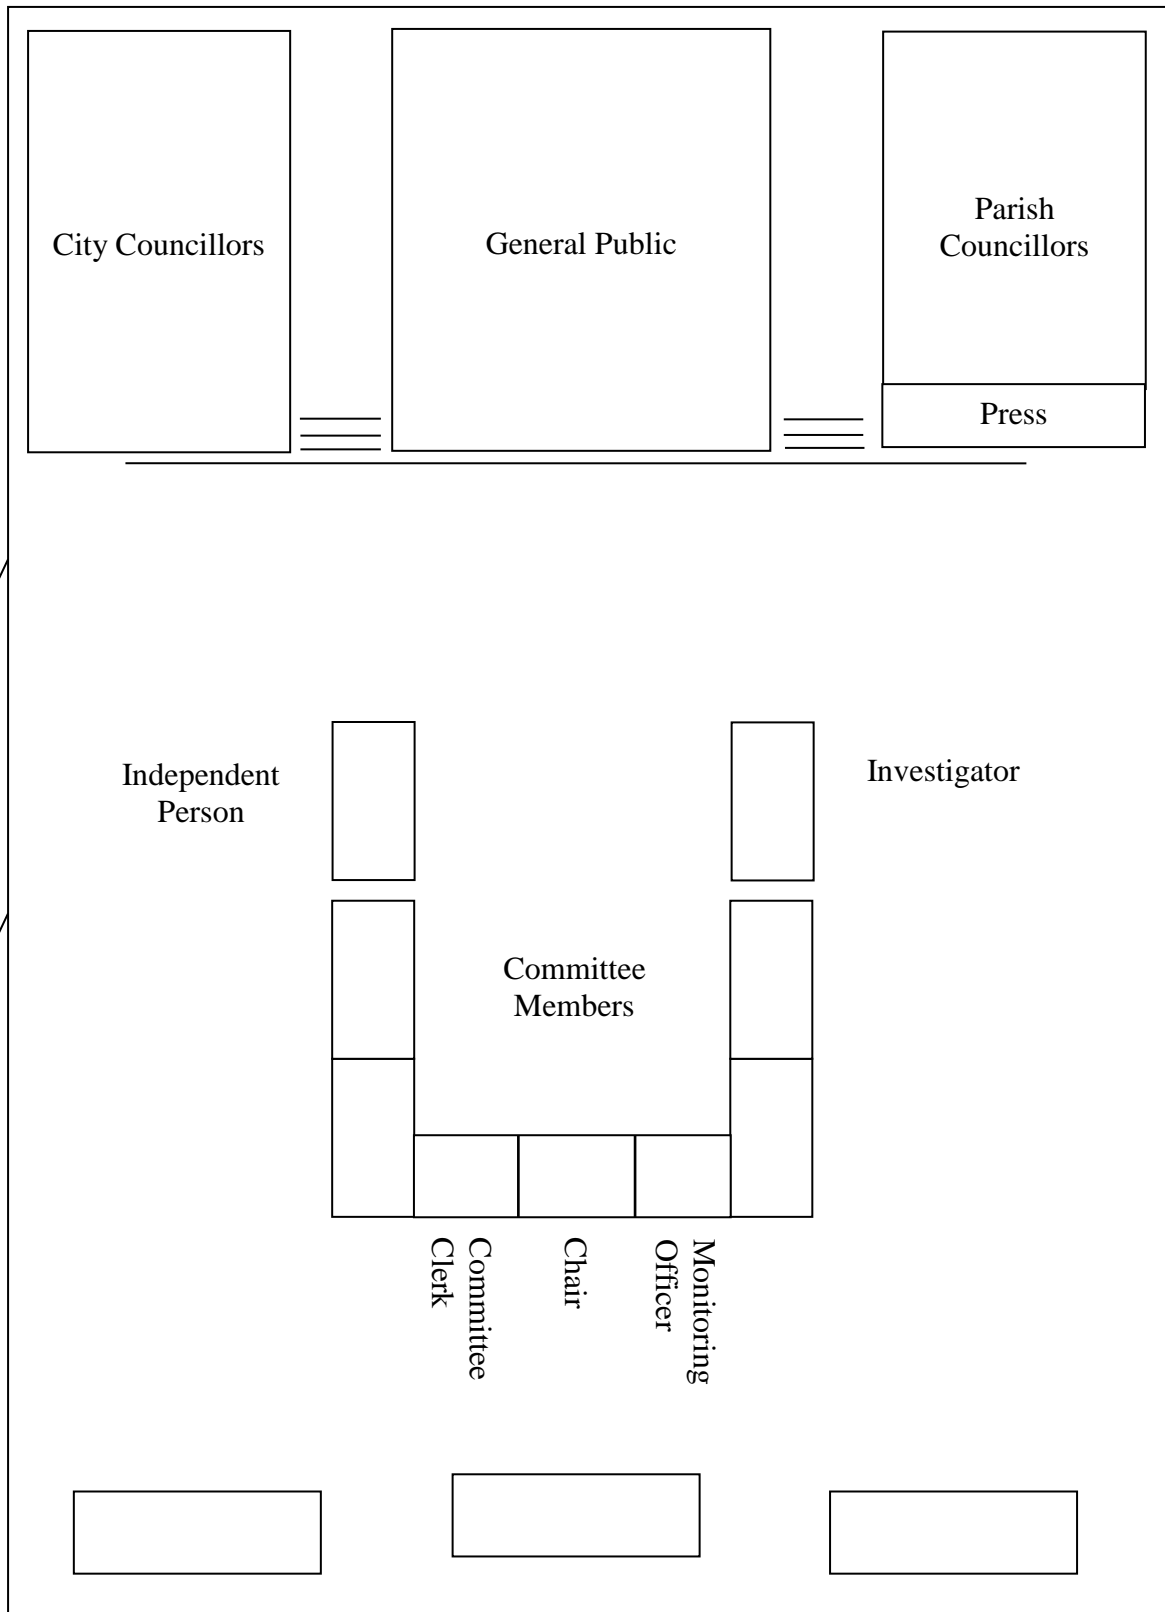 City Councillors
General Public
Parish
Councillors
Press
Independent
Person
Investigator
Committee
Members
Committee
Clerk
Chair
Monitoring
Officer